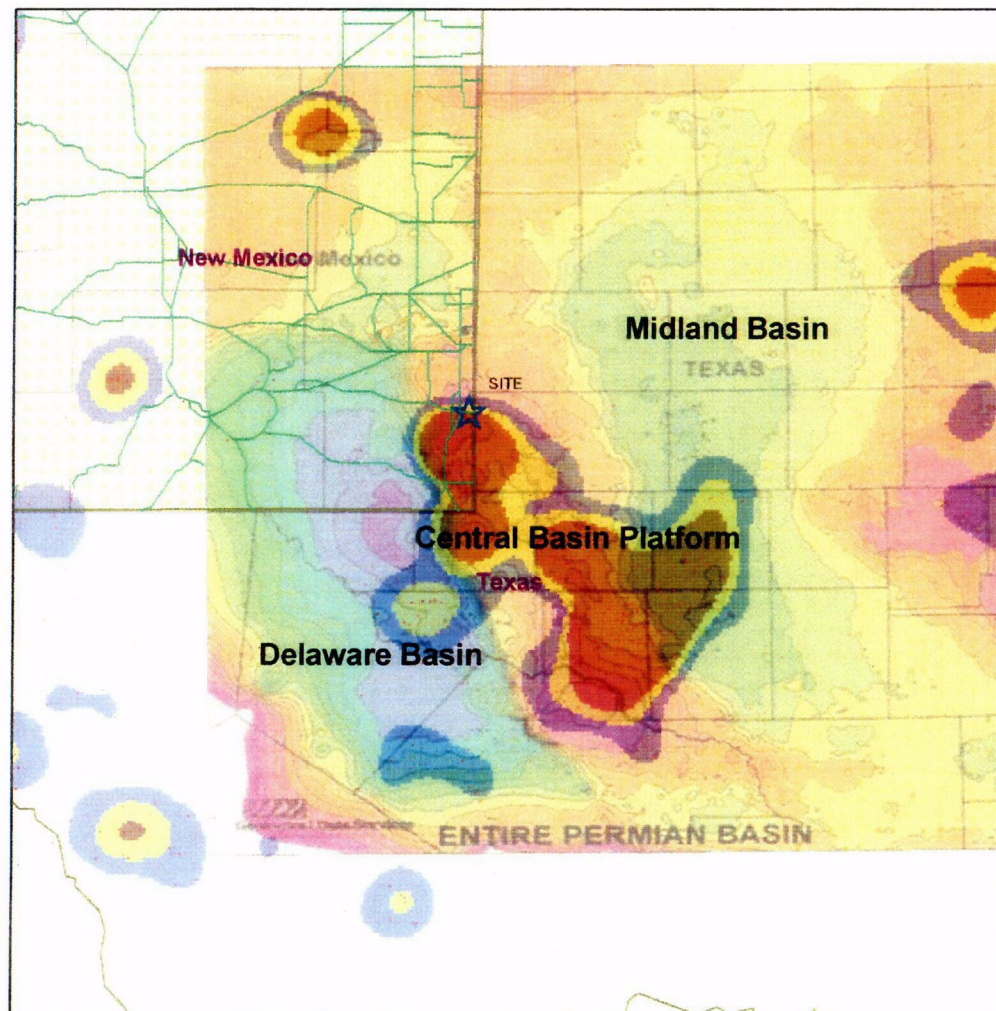 New Mexico Mexico
Midland Basin
TEXAS
SITE
Central Basin Platform
Texas
Delaware Basin
ENTIRE PERMIAN BASIN